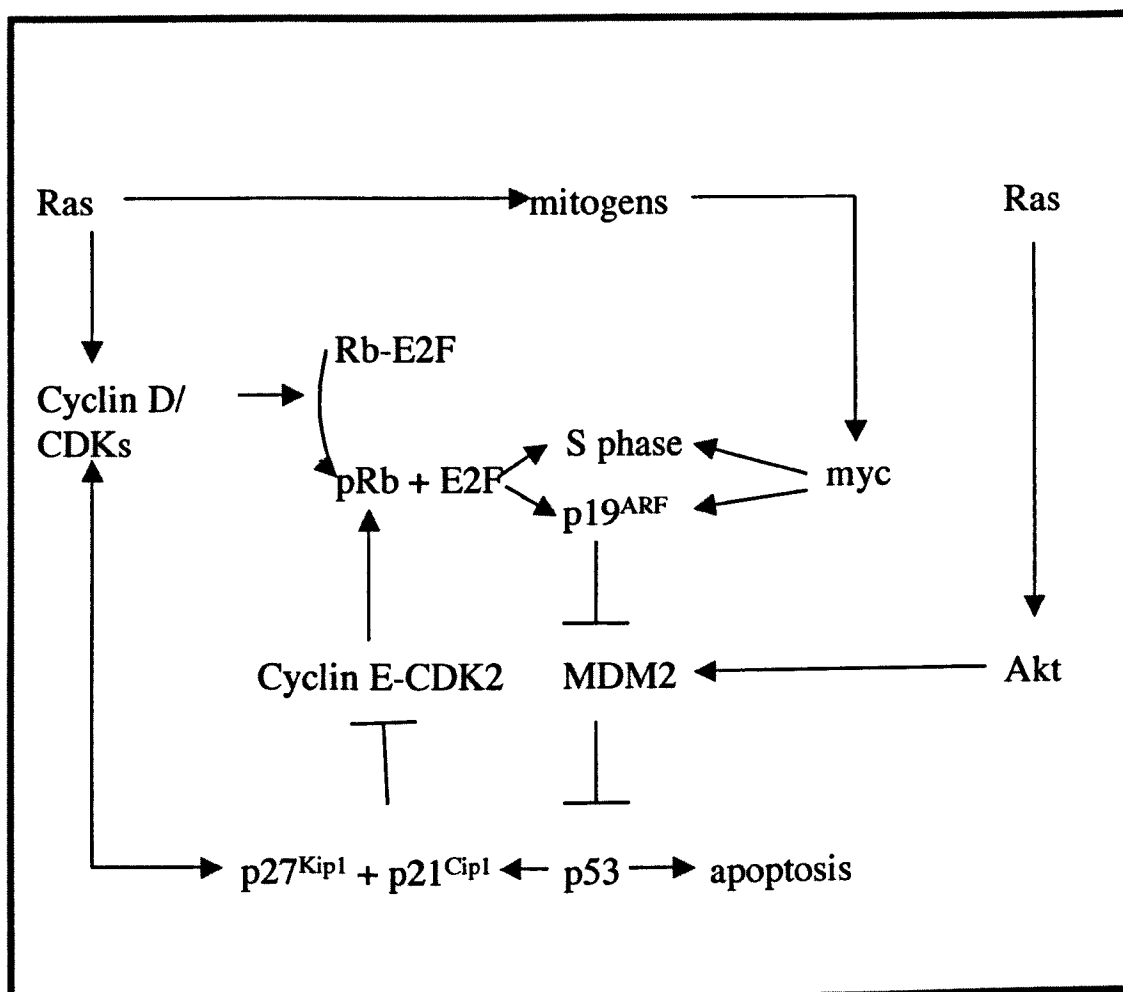 Ras mitogens Ras
Rb-E2F
Cyclin D/
CDKs
S phase
myc
pRb + E2F
p19ARF
Cyclin E-CDK2 MDM2 Akt
p27Kip1 + p21Cip1 p53 apoptosis